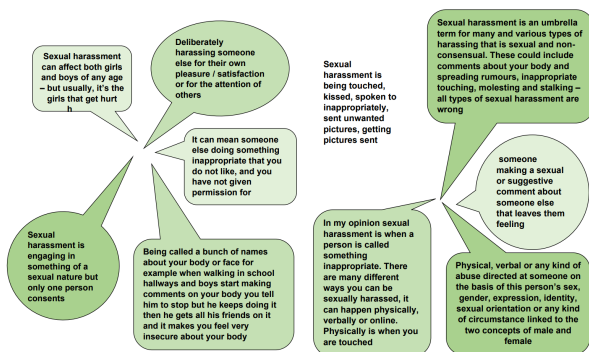 Sexual harassment
can affect both girls
and boys of any age
– but usually, it's the
girls that get hurt
h
Deliberately
harassing someone
else for their own
pleasure / satisfaction
or for the attention of
others
It can mean someone
else doing something
inappropriate that you
do not like, and you
have not given
permission for
Sexual
harassment is
engaging in
something of a
sexual nature but
only one person
consents
Being called a bunch of names
about your body or face for
example when walking in school
hallways and boys start making
comments on your body you tell
him to stop but he keeps doing it
then he gets all his friends on it
and it makes you feel very
insecure about your body
Sexual
harassment is
being touched,
kissed, spoken to
inappropriately,
sent unwanted
pictures, getting
pictures sent
Sexual harassment is an umbrella
term for many and various types of
harassing that is sexual and non-
consensual. These could include
comments about your body and
spreading rumours, inappropriate
touching, molesting and stalking –
all types of sexual harassment are
wrong
someone
making a sexual
or suggestive
comment about
someone else
that leaves them
feeling
In my opinion sexual
harassment is when a
person is called
something
inappropriate. There
are many different
ways you can be
sexually harassed, it
can happen physically,
verbally or online.
Physically is when you
are touched
Physical, verbal or any kind of
abuse directed at someone on
the basis of this person's sex,
gender, expression, identity,
sexual orientation or any kind
of circumstance linked to the
two concepts of male and
female